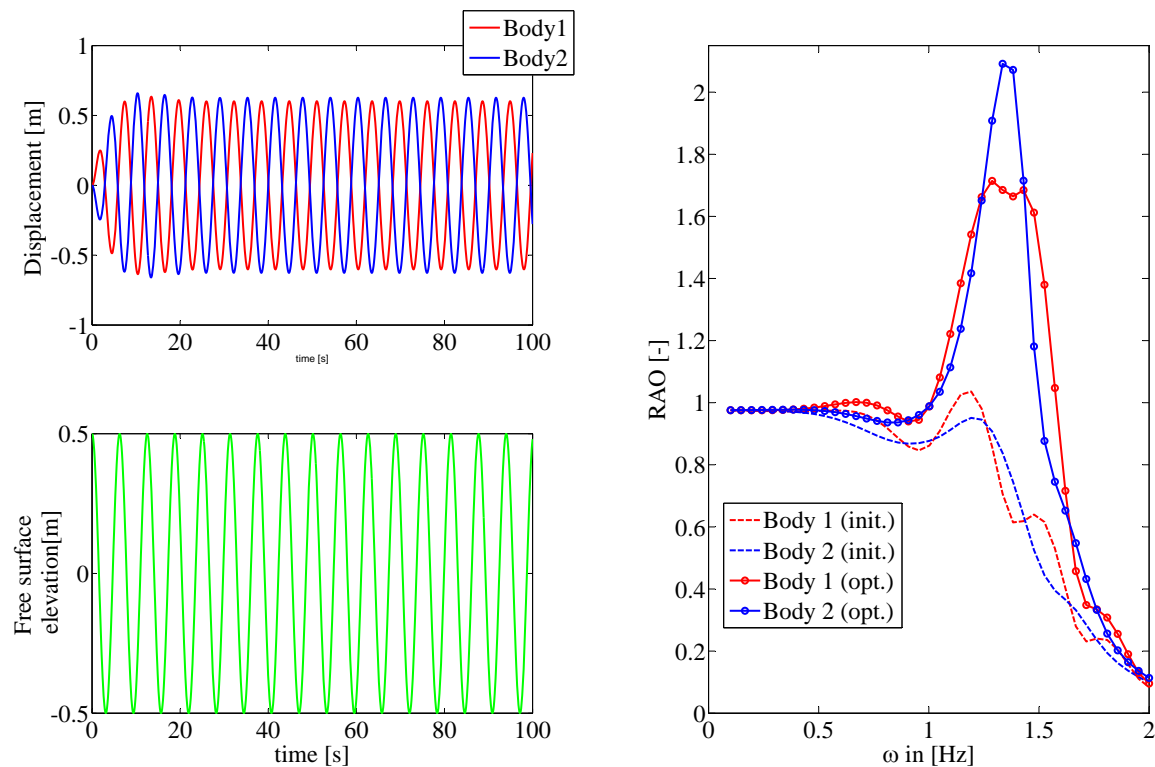 Body1
Body2
1
0.5
0
-0.5
-1
Displacement [m]
0 20 40 60 80 100
time [s]
0.5
0
-0.5
Free surface
elevation[m]
0 20 40 60 80 100
time [s]
2
1.8
1.6
1.4
1.2
1
0.8
0.6
0.4
0.2
0
RAO [-]
Body 1 (init.)
Body 2 (init.)
Body 1 (opt.)
Body 2 (opt.)
0 0.5 1 1.5 2
ω in [Hz]